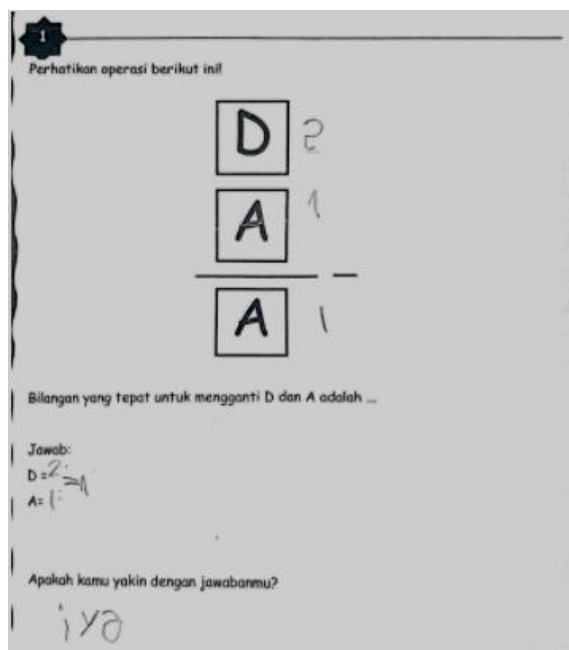 1
Perhatikan operasi berikut ini!
D 2
A 1
–
A 1
Bilangan yang tepat untuk mengganti D dan A adalah ...
Jawab:
D = 2
A = 1
Apakah kamu yakin dengan jawabanmu?
iya